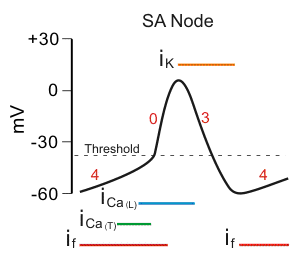 SA Node
+30
iK
0
0
3
mV
-30
Threshold
4
4
-60
iCa(L)
iCa(T)
if
if